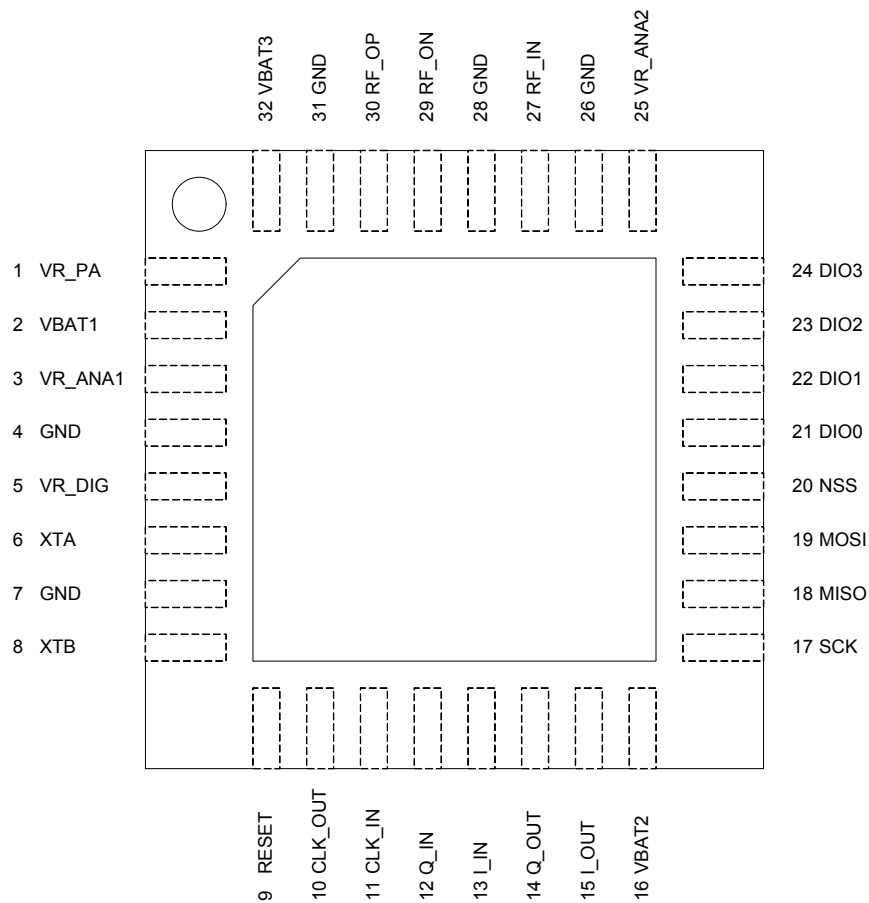 32 VBAT3
31 GND
30 RF_OP
29 RF_ON
28 GND
27 RF_IN
26 GND
25 VR_ANA2
1 VR_PA
2 VBAT1
3 VR_ANA1
4 GND
5 VR_DIG
6 XTA
7 GND
8 XTB
24 DIO3
23 DIO2
22 DIO1
21 DIO0
20 NSS
19 MOSI
18 MISO
17 SCK
9 RESET
10 CLK_OUT
11 CLK_IN
12 Q_IN
13 I_IN
14 Q_OUT
15 I_OUT
16 VBAT2